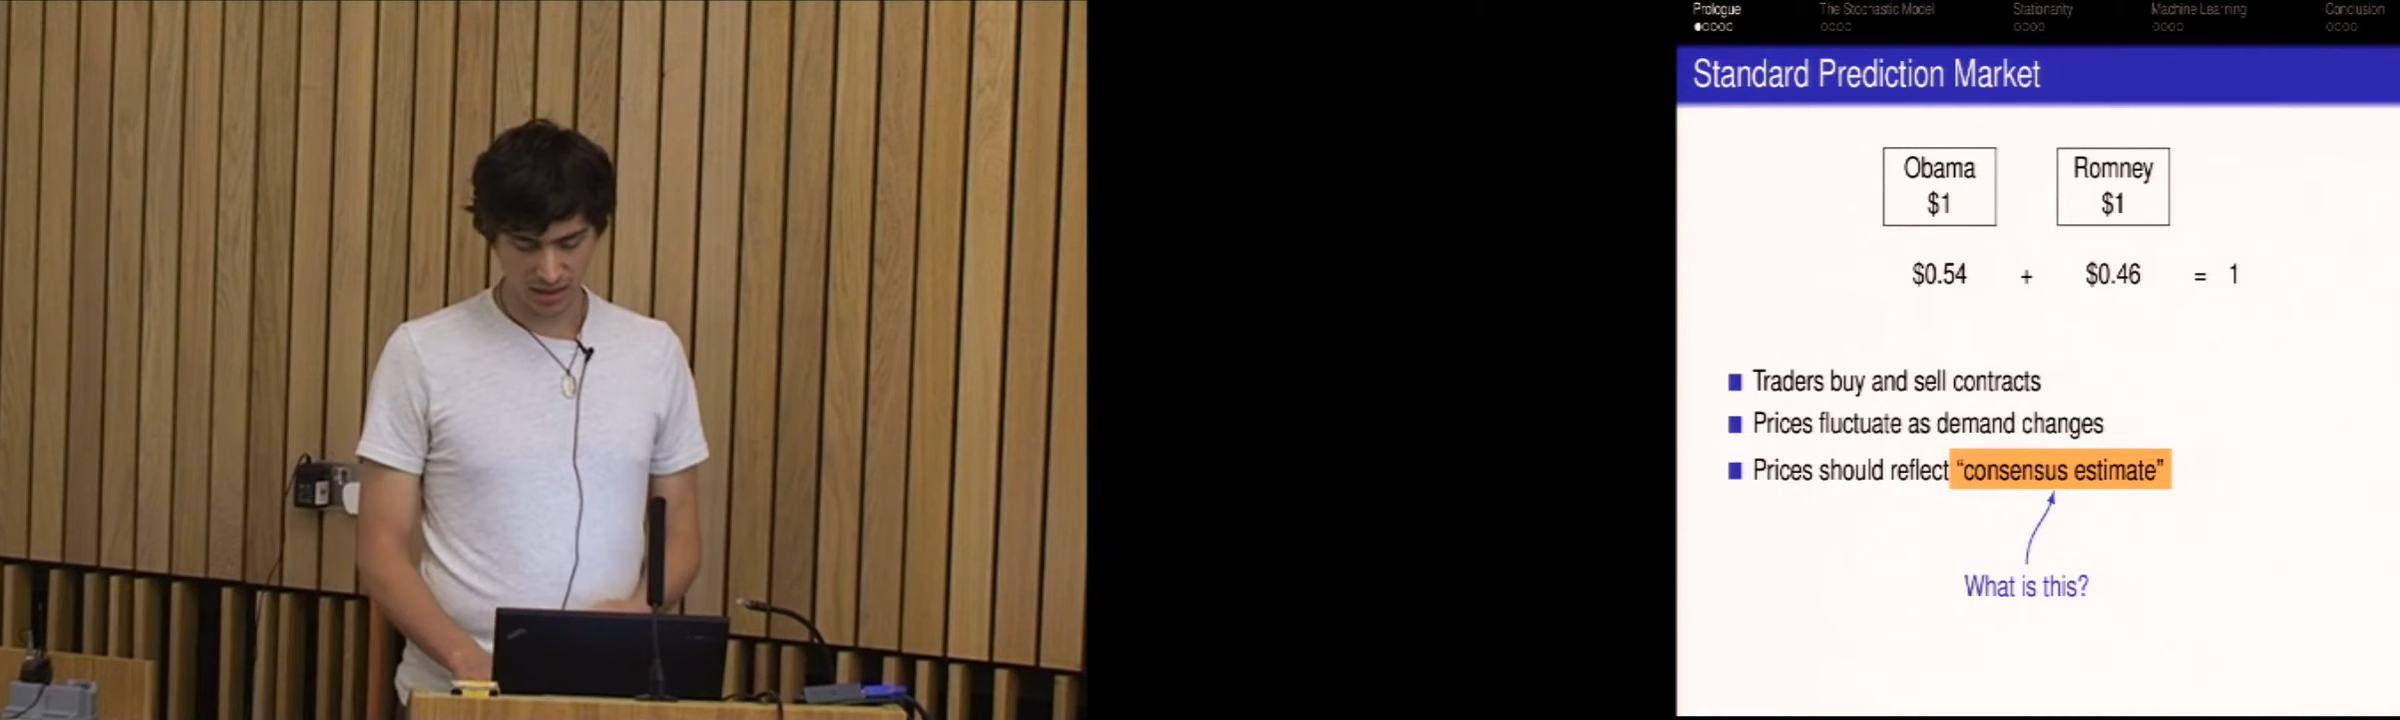 Prologue The Stochastic Model Stationarity Machine Learning Conclusion
Standard Prediction Market
Obama Romney
$1 $1
$0.54 + $0.46 = 1
Traders buy and sell contracts
Prices fluctuate as demand changes
Prices should reflect “consensus estimate”
What is this?